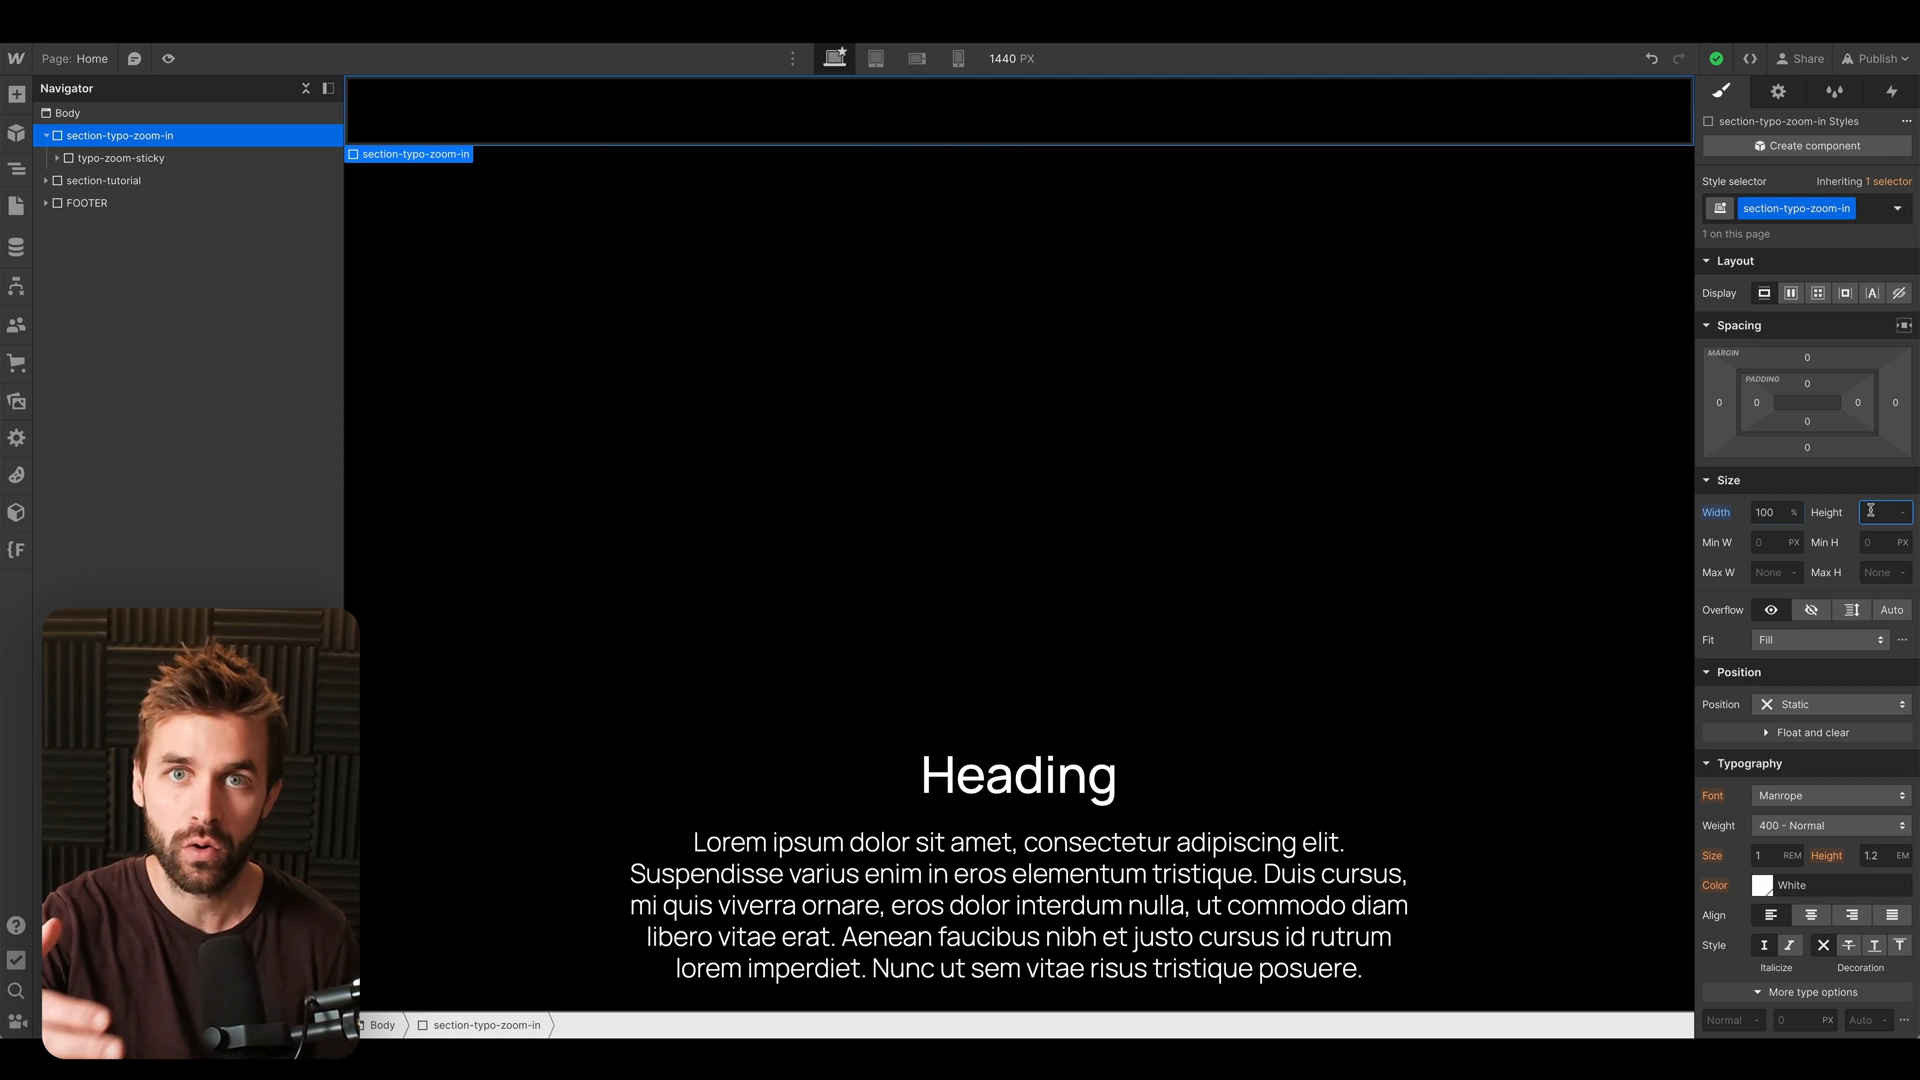 Page: Home
1440 PX
Share
Publish
Navigator
Body
section-typo-zoom-in
typo-zoom-sticky
section-tutorial
FOOTER
section-typo-zoom-in
Heading
Lorem ipsum dolor sit amet, consectetur adipiscing elit.
Suspendisse varius enim in eros elementum tristique. Duis cursus,
mi quis viverra ornare, eros dolor interdum nulla, ut commodo diam
libero vitae erat. Aenean faucibus nibh et justo cursus id rutrum
lorem imperdiet. Nunc ut sem vitae risus tristique posuere.
Body
section-typo-zoom-in
section-typo-zoom-in Styles
Create component
Style selector
Inheriting 1 selector
section-typo-zoom-in
1 on this page
Layout
Display
Spacing
MARGIN
0
PADDING
0
0 0 0 0
0
0
Size
Width 100 % Height -
Min W 0 PX Min H 0 PX
Max W None - Max H None -
Overflow Auto
Fit Fill
Position
Position Static
Float and clear
Typography
Font Manrope
Weight 400 - Normal
Size 1 REM Height 1.2 EM
Color White
Align
Style
Italicize Decoration
More type options
Normal - 0 PX Auto -